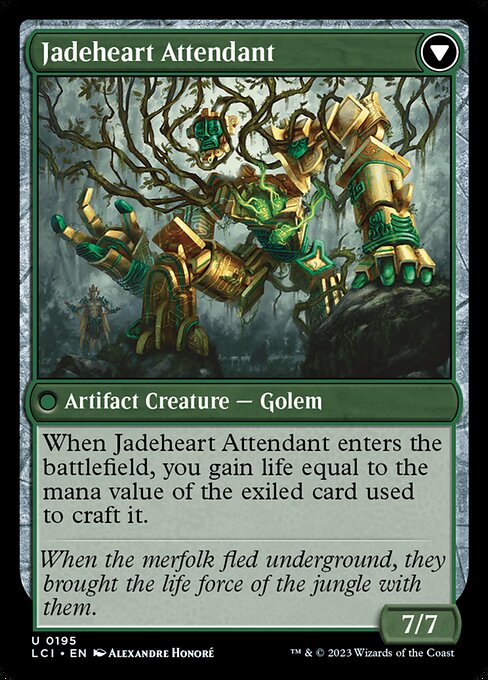 Jadeheart Attendant
Artifact Creature — Golem
When Jadeheart Attendant enters the
battlefield, you gain life equal to the
mana value of the exiled card used
to craft it.
When the merfolk fled underground, they
brought the life force of the jungle with
them.
7/7
U 0195
LCI • EN Alexandre Honoré
™ & © 2023 Wizards of the Coast